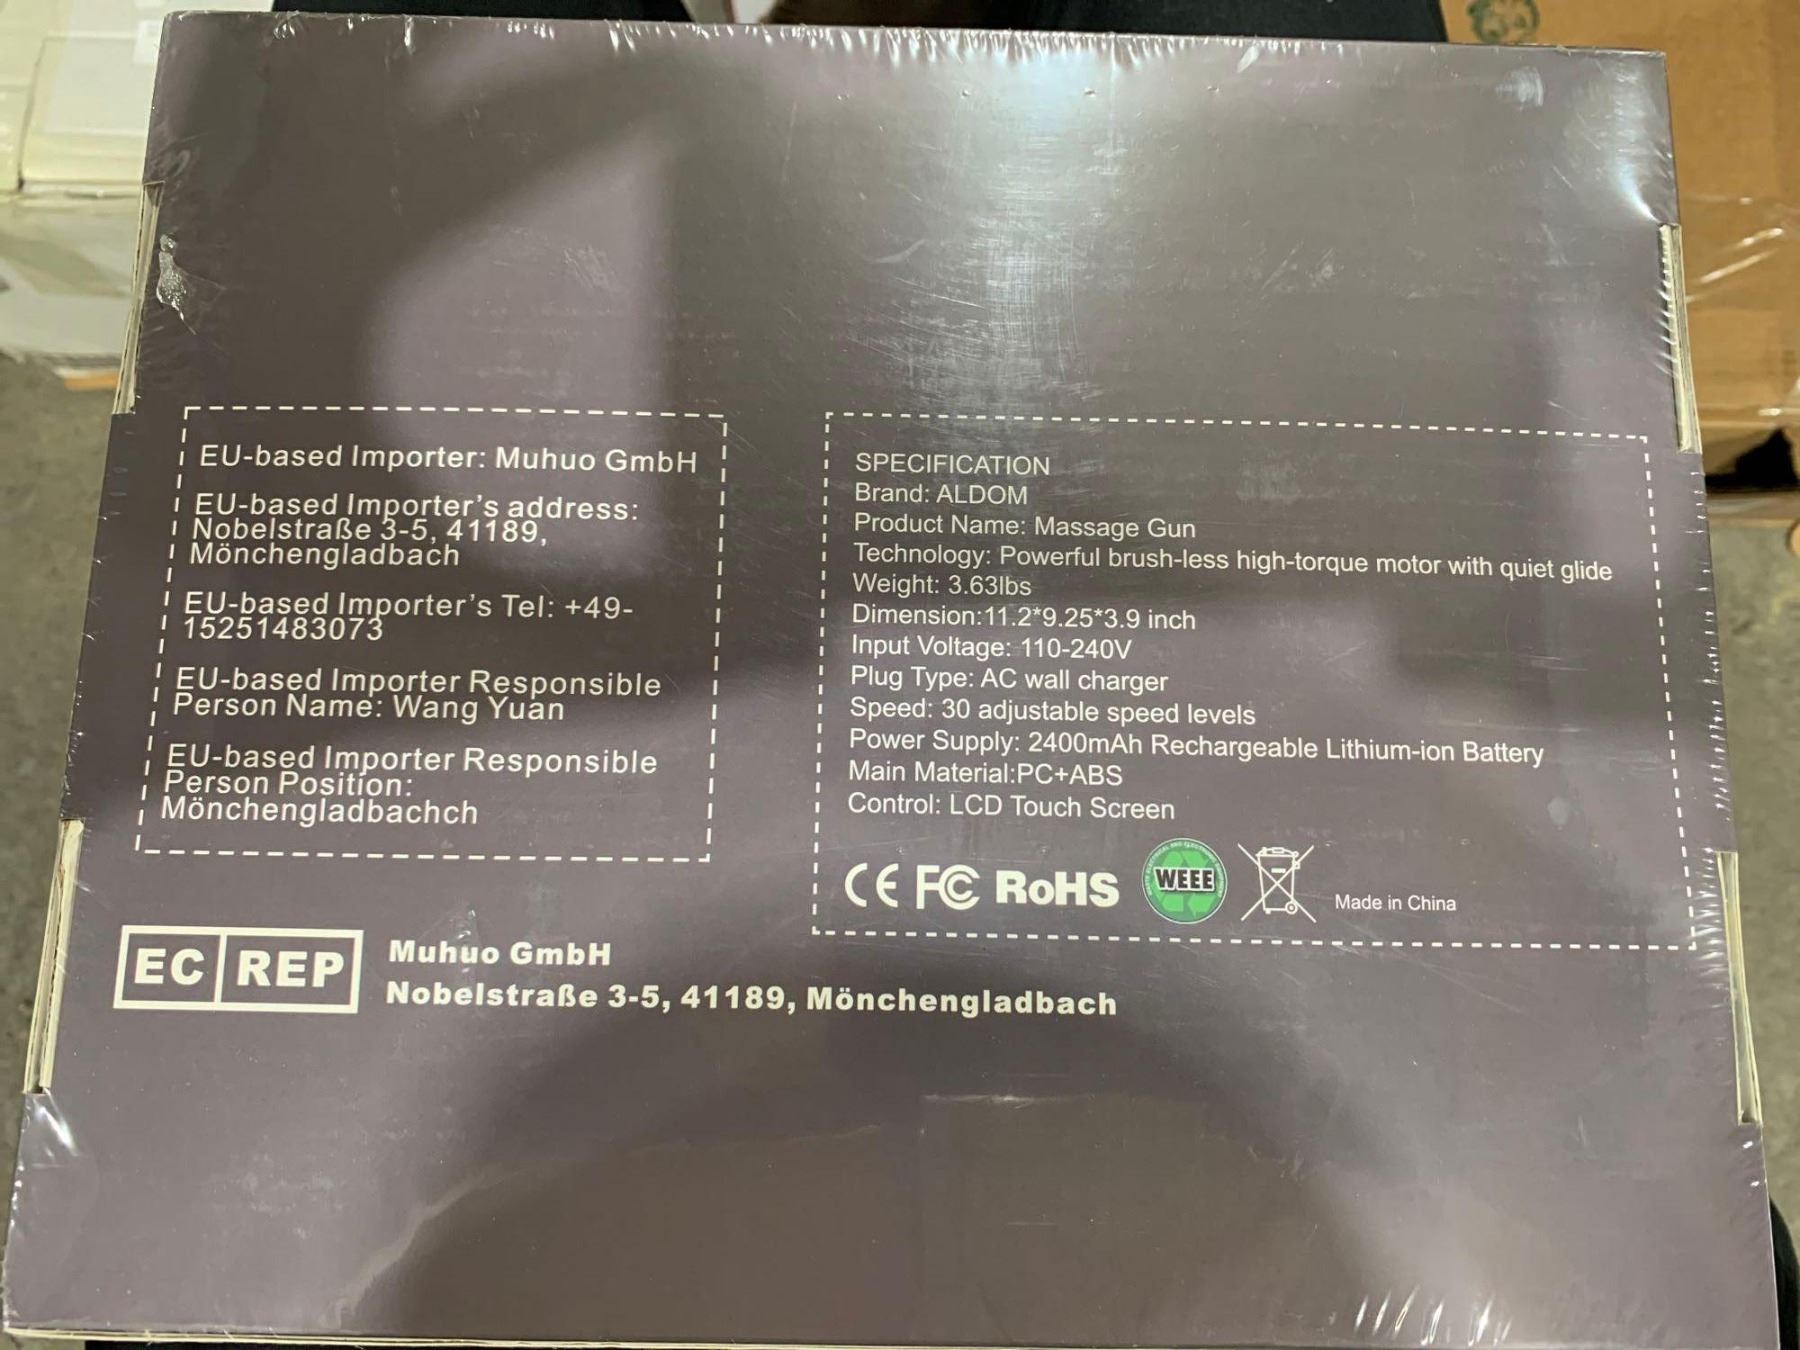 EU-based Importer: Muhuo GmbH
EU-based Importer's address:
Nobelstraße 3-5, 41189,
Mönchengladbach
EU-based Importer's Tel: +49-
15251483073
EU-based Importer Responsible
Person Name: Wang Yuan
EU-based Importer Responsible
Person Position:
Mönchengladbachch
EC REP
Muhuo GmbH
Nobelstraße 3-5, 41189, Mönchengladbach
SPECIFICATION
Brand: ALDOM
Product Name: Massage Gun
Technology: Powerful brush-less high-torque motor with quiet glide
Weight: 3.63lbs
Dimension:11.2*9.25*3.9 inch
Input Voltage: 110-240V
Plug Type: AC wall charger
Speed: 30 adjustable speed levels
Power Supply: 2400mAh Rechargeable Lithium-ion Battery
Main Material:PC+ABS
Control: LCD Touch Screen
CE FC RoHS WEEE Made in China